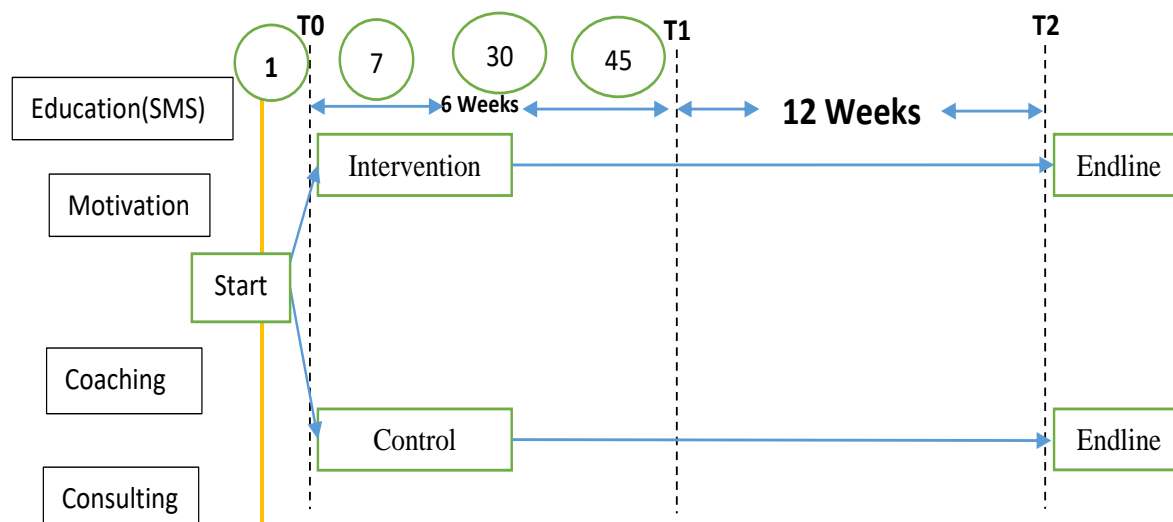 T0
T1
T2
1
7
30
45
Education(SMS)
6 Weeks
12 Weeks
Intervention
Endline
Motivation
Start
Coaching
Control
Endline
Consulting